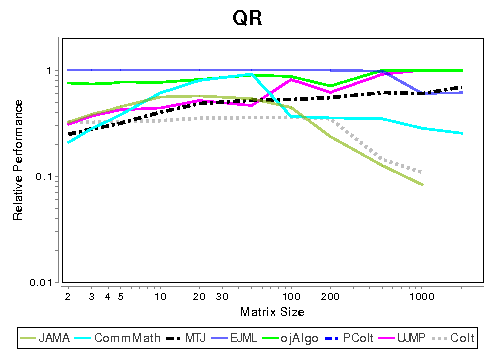 QR
1
0.1
0.01
Relative Performance
2 3 4 5 10 20 30 100 200 1000
Matrix Size
JAMA CommMath MTJ EJML ojAlgo PColt UJMP Colt